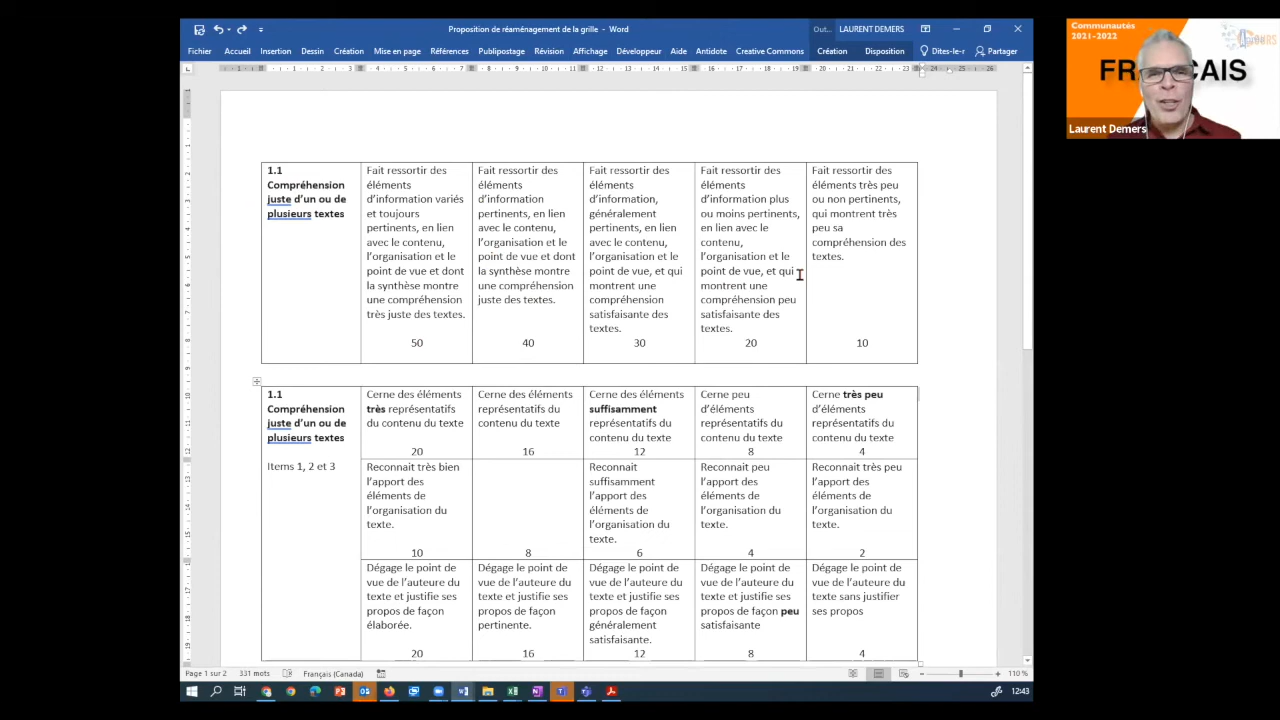 Proposition de réaménagement de la grille - Word
Out...
LAURENT DEMERS
Fichier Accueil Insertion Dessin Création Mise en page Références Publipostage Révision Affichage Développeur Aide Antidote Creative Commons Création Disposition Dites-le-r Partager
Communautés
2021-2022
Laurent Demers
1.1
Compréhension
juste d'un ou de
plusieurs textes
Fait ressortir des
éléments
d'information variés
et toujours
pertinents, en lien
avec le contenu,
l'organisation et le
point de vue et dont
la synthèse montre
une compréhension
très juste des textes.
50
Fait ressortir des
éléments
d'information
pertinents, en lien
avec le contenu,
l'organisation et le
point de vue et dont
la synthèse montre
une compréhension
juste des textes.
40
Fait ressortir des
éléments
d'information,
généralement
pertinents, en lien
avec le contenu,
l'organisation et le
point de vue, et qui
montrent une
compréhension
satisfaisante des
textes.
30
Fait ressortir des
éléments
d'information plus
ou moins pertinents,
en lien avec le
contenu,
l'organisation et le
point de vue, et qui
montrent une
compréhension peu
satisfaisante des
textes.
20
Fait ressortir des
éléments très peu
ou non pertinents,
qui montrent très
peu sa
compréhension des
textes.
10
1.1
Compréhension
juste d'un ou de
plusieurs textes
Items 1, 2 et 3
Cerne des éléments
très représentatifs
du contenu du texte
20
Cerne des éléments
représentatifs du
contenu du texte
16
Cerne des éléments
suffisamment
représentatifs du
contenu du texte
12
Cerne peu
d'éléments
représentatifs du
contenu du texte
8
Cerne très peu
d'éléments
représentatifs du
contenu du texte
4
Reconnait très bien
l'apport des
éléments de
l'organisation du
texte.
10
8
Reconnait
suffisamment
l'apport des
éléments de
l'organisation du
texte.
6
Reconnait peu
l'apport des
éléments de
l'organisation du
texte.
4
Reconnait très peu
l'apport des
éléments de
l'organisation du
texte.
2
Dégage le point de
vue de l'auteure du
texte et justifie ses
propos de façon
élaborée.
20
Dégage le point de
vue de l'auteure du
texte et justifie ses
propos de façon
pertinente.
16
Dégage le point de
vue de l'auteure du
texte et justifie ses
propos de façon
généralement
satisfaisante.
12
Dégage le point de
vue de l'auteure du
texte et justifie ses
propos de façon peu
satisfaisante
8
Dégage le point de
vue de l'auteure du
texte sans justifier
ses propos
4
Page 1 sur 2 331 mots Français (Canada) 110 %
12:43